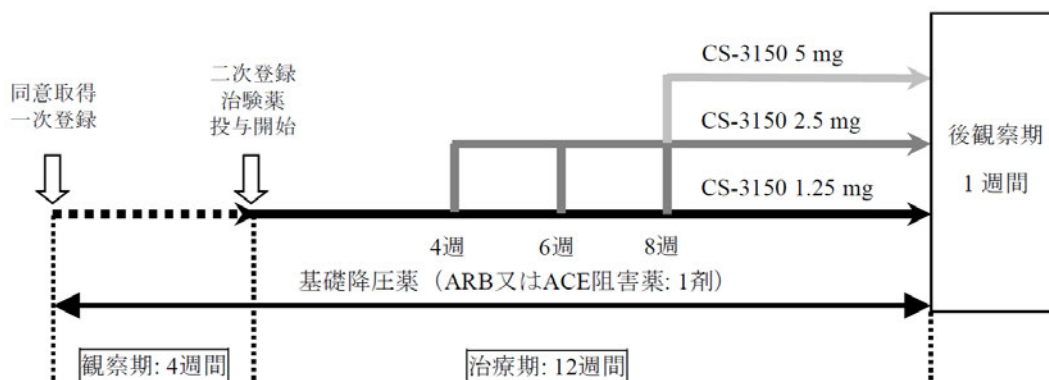 同意取得
一次登録
二次登録
治験薬
投与開始
CS-3150 5 mg
CS-3150 2.5 mg
CS-3150 1.25 mg
後観察期
1 週間
4週
6週
8週
基礎降圧薬（ARB又はACE阻害薬: 1剤）
観察期: 4週間
治療期: 12週間